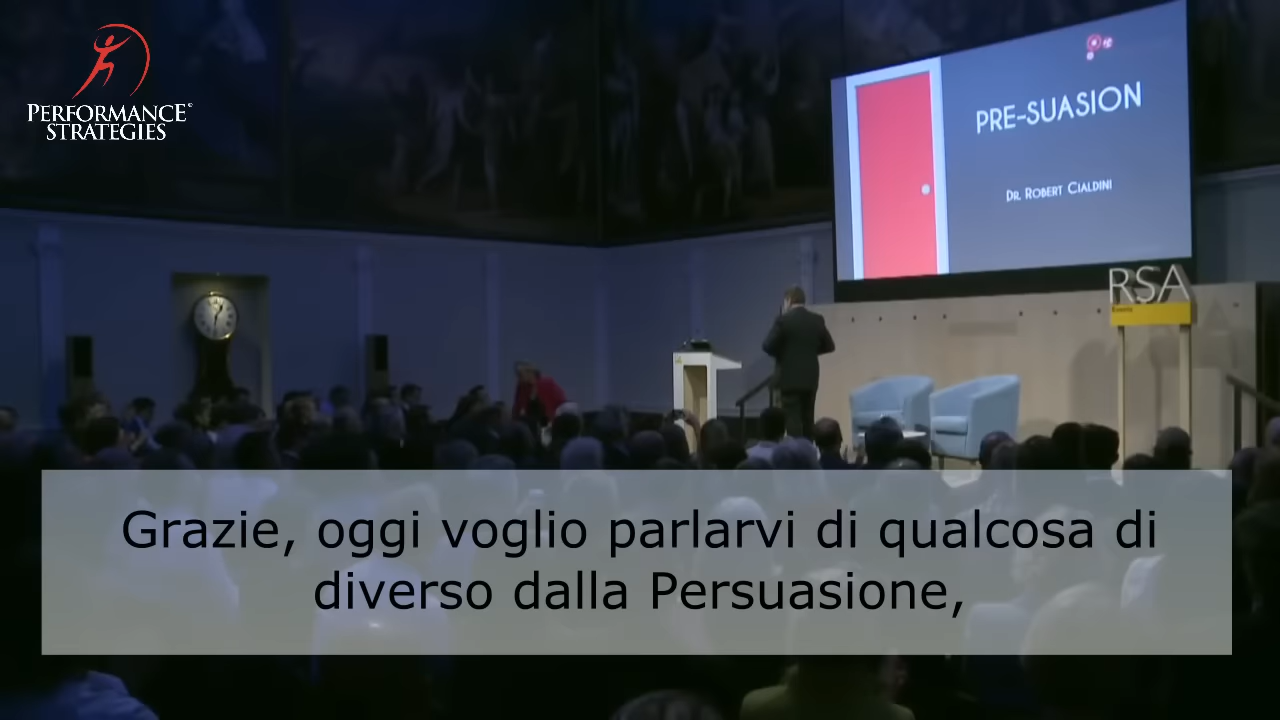 PERFORMANCE©
STRATEGIES
PRE-SUASION
DR. ROBERT CIALDINI
RSA
Grazie, oggi voglio parlarvi di qualcosa di
diverso dalla Persuasione,